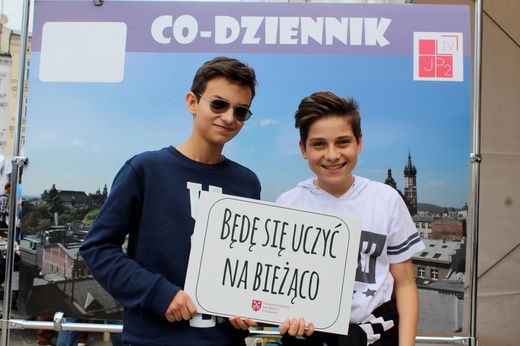 CO-DZIENNIK
tv
JP2
BĘDĘ SIĘ UCZYĆ
NA BIEŻĄCO